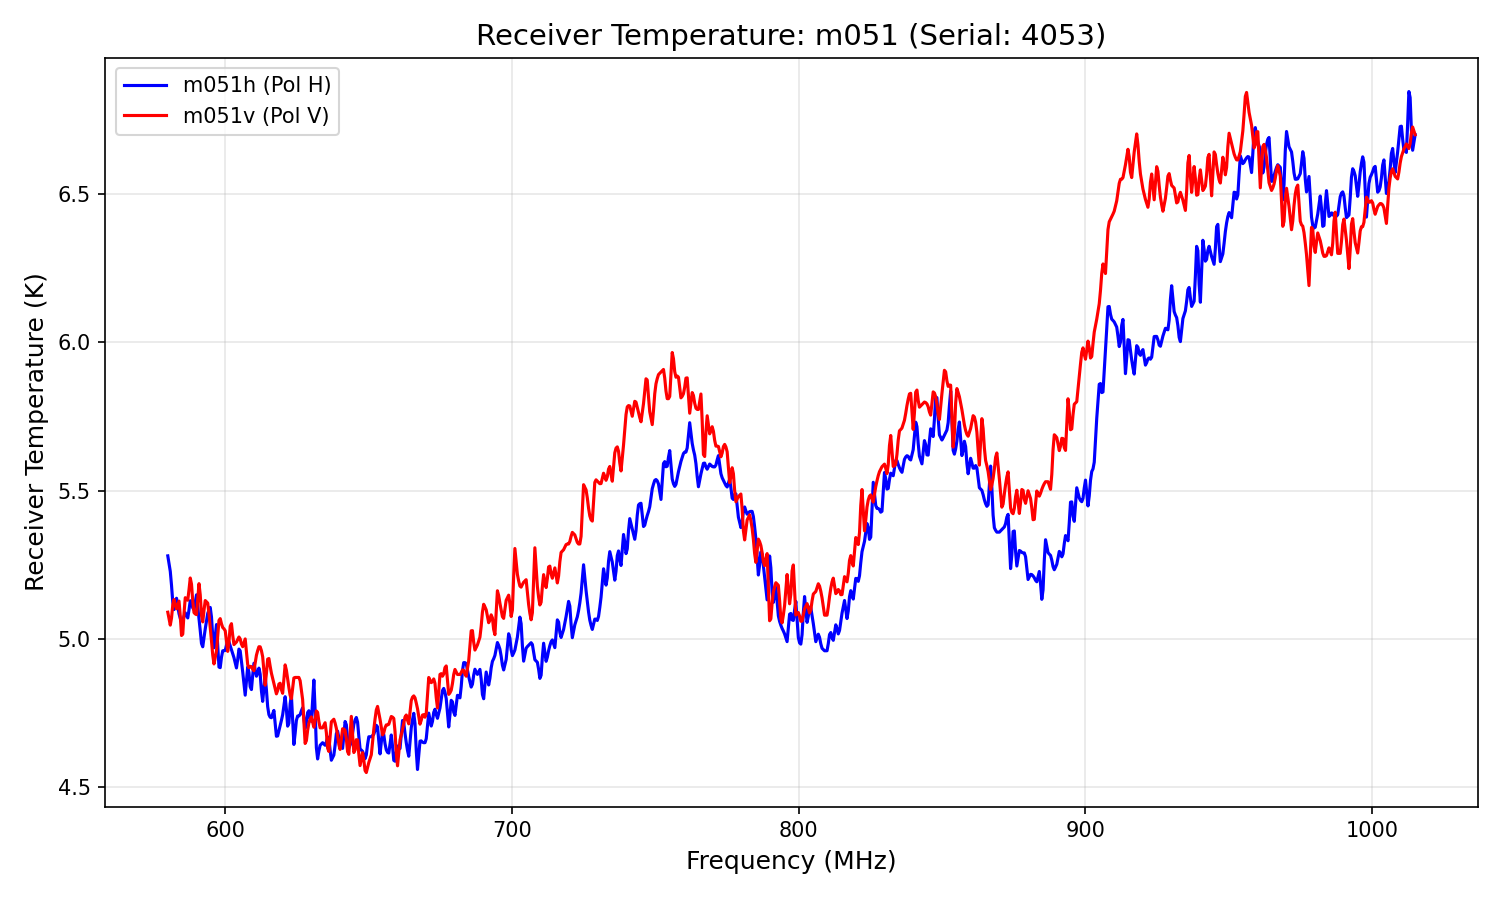 Receiver Temperature: m051 (Serial: 4053)
m051h (Pol H)
m051v (Pol V)
Receiver Temperature (K)
6.5
6.0
5.5
5.0
4.5
600 700 800 900 1000
Frequency (MHz)